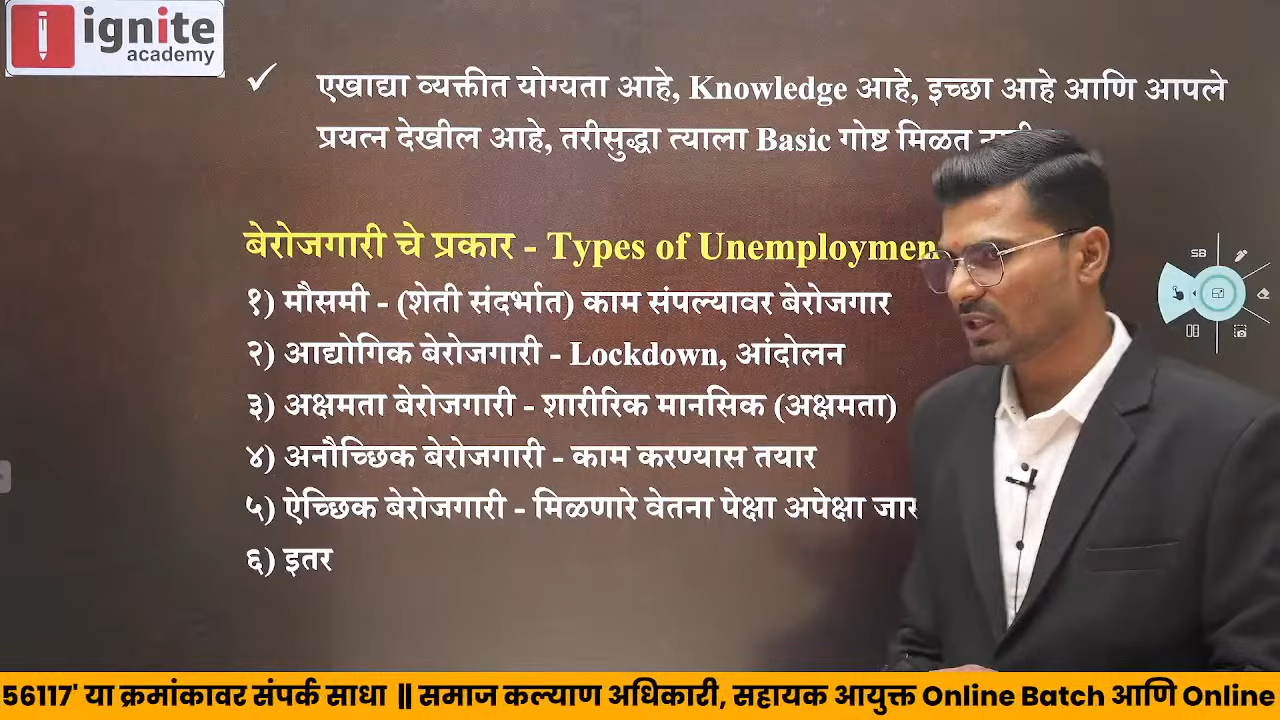 ignite
academy
एखाद्या व्यक्तीत योग्यता आहे, Knowledge आहे, इच्छा आहे आणि आपले
प्रयत्न देखील आहे, तरीसुद्धा त्याला Basic गोष्ट मिळत
बेरोजगारी चे प्रकार - Types of Unemploymen
१) मौसमी - (शेती संदर्भात) काम संपल्यावर बेरोजगार
२) आद्योगिक बेरोजगारी - Lockdown, आंदोलन
३) अक्षमता बेरोजगारी - शारीरिक मानसिक (अक्षमता)
४) अनौच्छिक बेरोजगारी - काम करण्यास तयार
५) ऐच्छिक बेरोजगारी - मिळणारे वेतना पेक्षा अपेक्षा
६) इतर
SB
56117' या क्रमांकावर संपर्क साधा || समाज कल्याण अधिकारी, सहायक आयुक्त Online Batch आणि Online